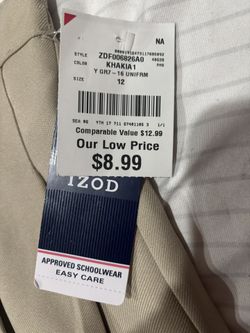 NA
STYLE ZDF006826A0
COLOR KHAKIA1
Y GR7-16 UNIFRM
SIZE 12
Comparable Value $12.99
Our Low Price
$8.99
IZOD
APPROVED SCHOOLWEAR
EASY CARE